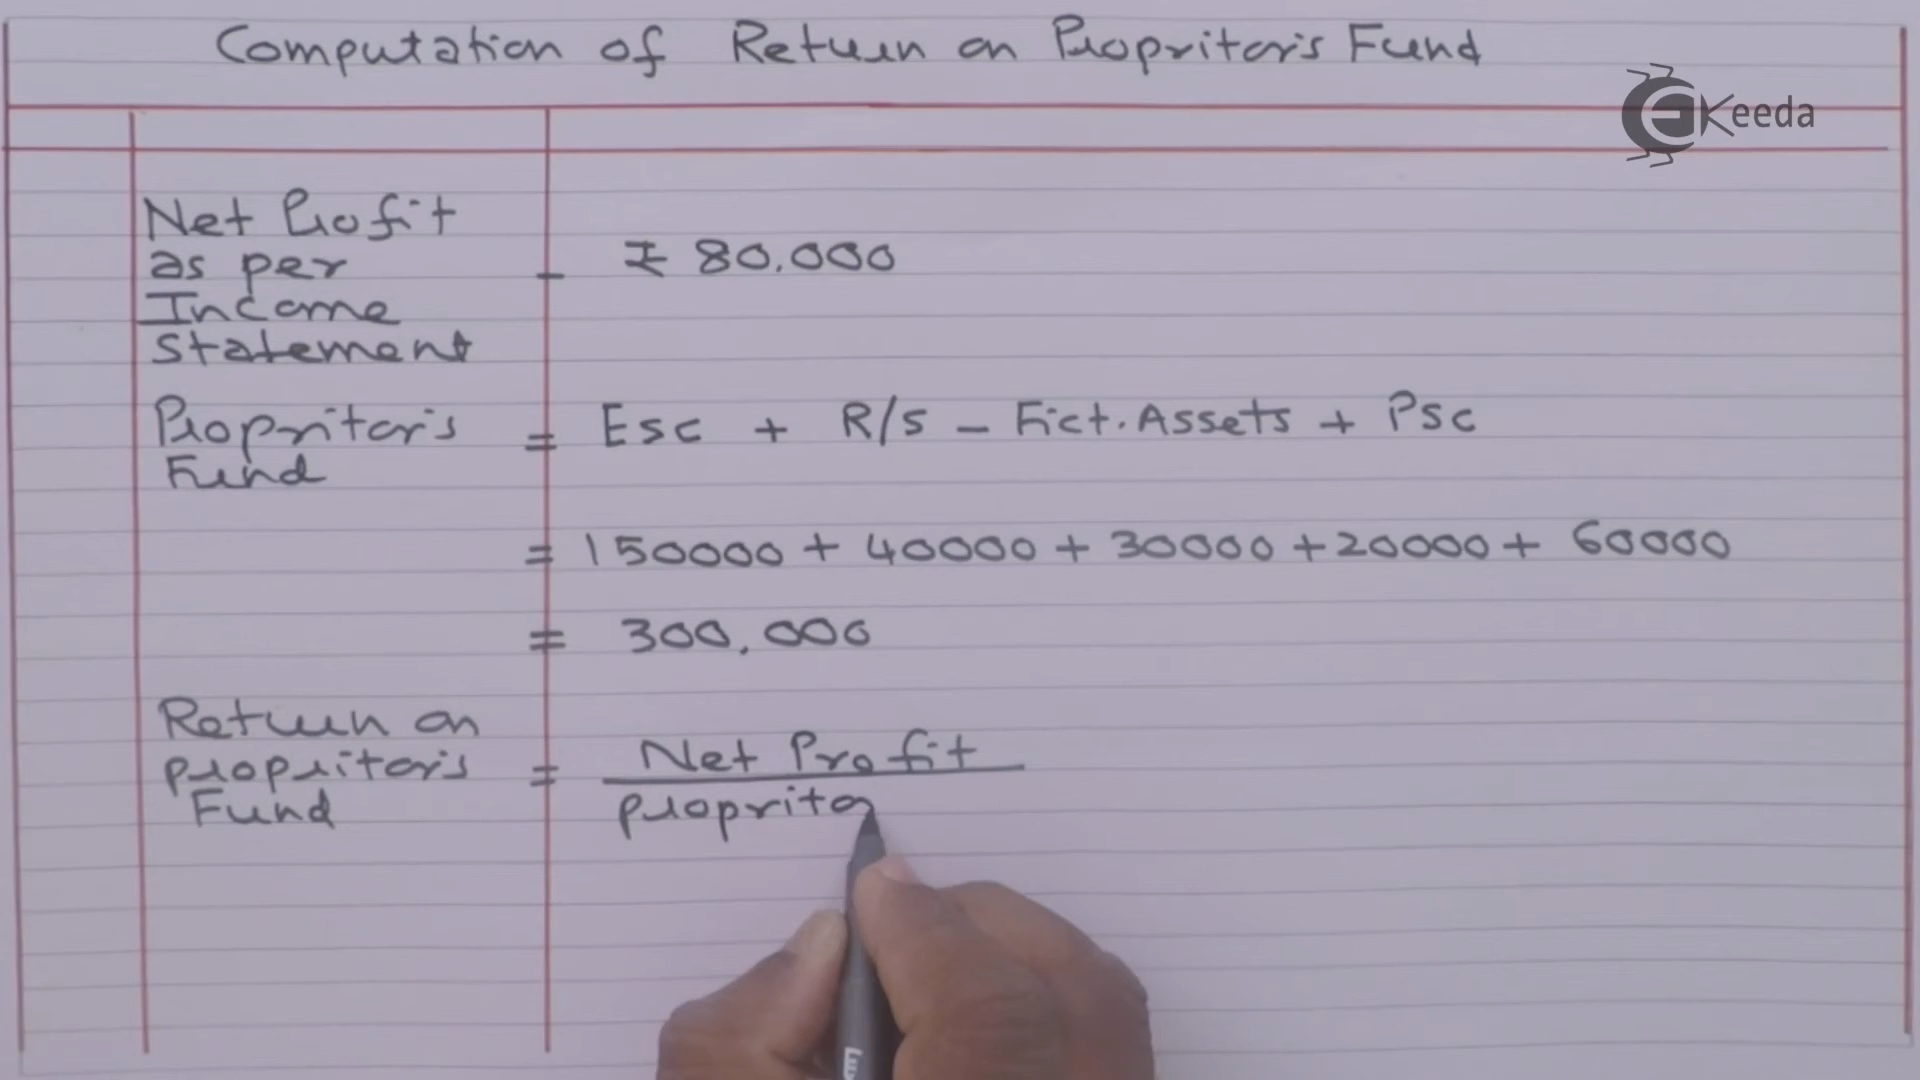 Computation of Return on Propritor's Fund
EKeeda
Net Profit
as per
Income
Statement
- ₹ 80,000
Propritor's
Fund
= Esc + R/S - Fict. Assets + Psc
= 150000 + 40000 + 30000 + 20000 + 60000
= 300,000
Return on
propritor's
Fund
= Net Profit
proprito